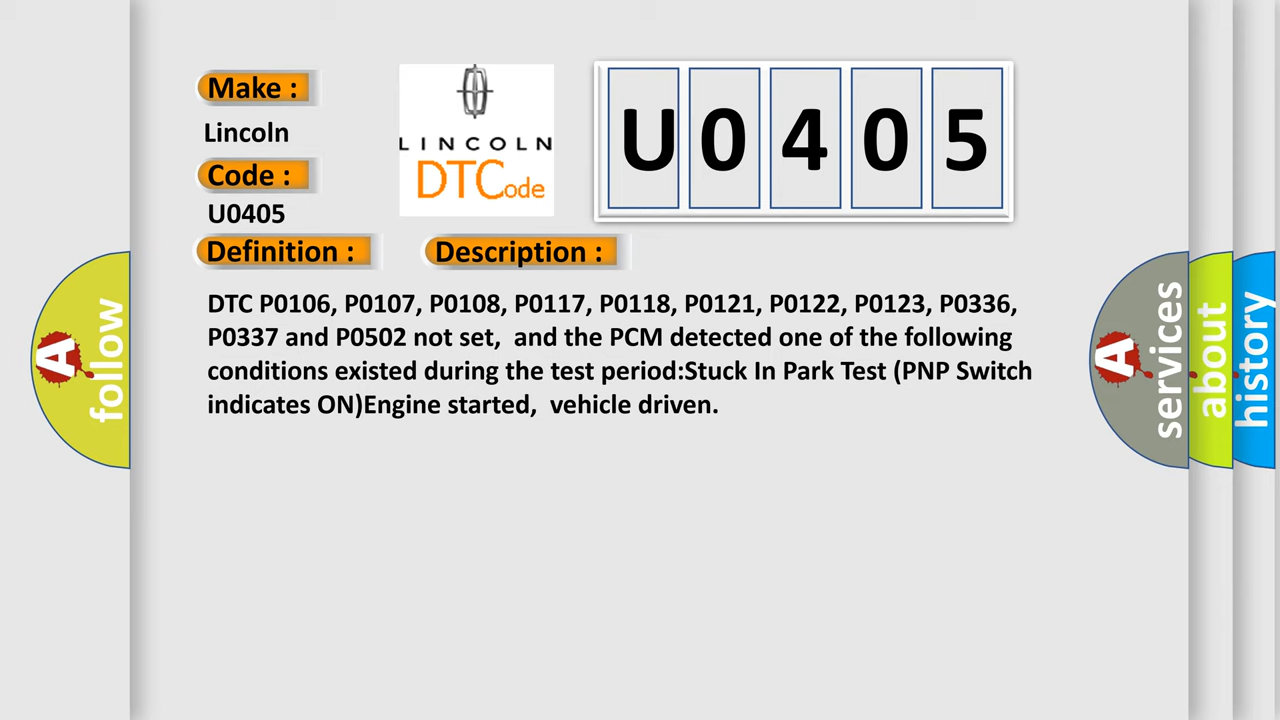 Make :
Lincoln
Code :
U0405
Definition :
Description :
LINCOLN
DTCode
U0405
DTC P0106, P0107, P0108, P0117, P0118, P0121, P0122, P0123, P0336,
P0337 and P0502 not set,  and the PCM detected one of the following
conditions existed during the test period:Stuck In Park Test (PNP Switch
indicates ON)Engine started,  vehicle driven.
A follow
A services
about
history